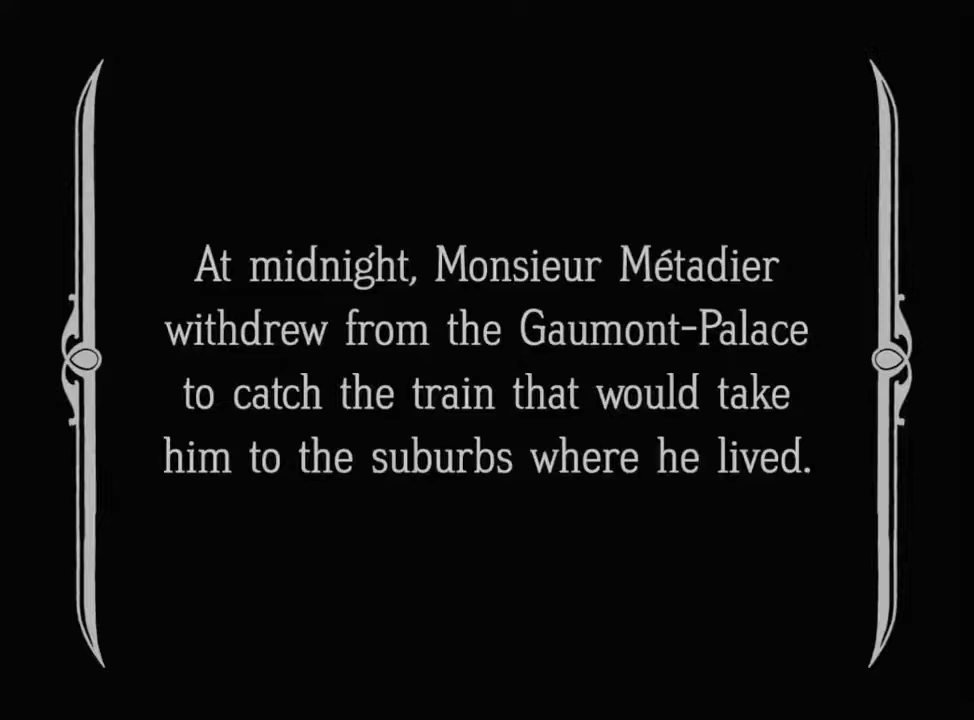 At midnight, Monsieur Métadier
withdrew from the Gaumont-Palace
to catch the train that would take
him to the suburbs where he lived.